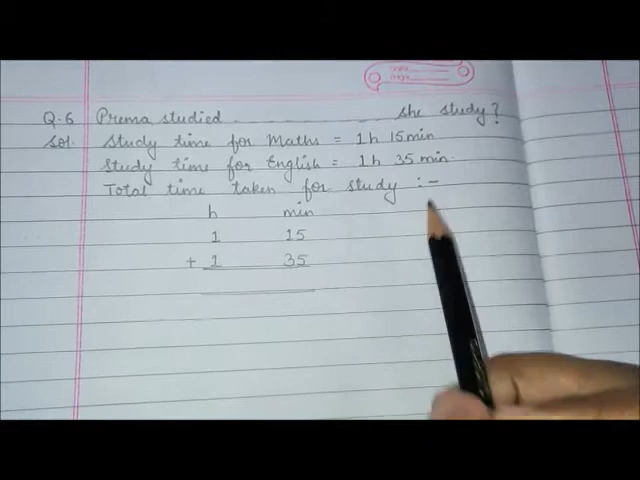 Q.6 Prema studied ______ she study?
Sol. Study time for Maths = 1 h 15 min
Study time for English = 1 h 35 min.
Total time taken for study :-
h min
1 15
+ 1 35